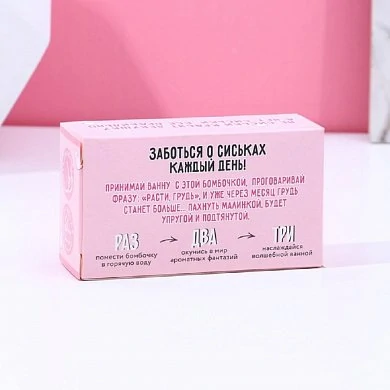 ЗАБОТЬСЯ О СИСЬКАХ
КАЖДЫЙ ДЕНЬ!
ПРИНИМАЙ ВАННУ С ЭТОЙ БОМБОЧКОЙ, ПРОГОВАРИВАЙ
ФРАЗУ: «РАСТИ, ГРУДЬ», И УЖЕ ЧЕРЕЗ МЕСЯЦ ГРУДЬ
СТАНЕТ БОЛЬШЕ... ПАХНУТЬ МАЛИНКОЙ, БУДЕТ
УПРУГОЙ И ПОДТЯНУТОЙ.
РАЗ ДВА ТРИ
помести бомбочку окунись в мир наслаждайся
в горячую воду ароматных фантазий волшебной ванной